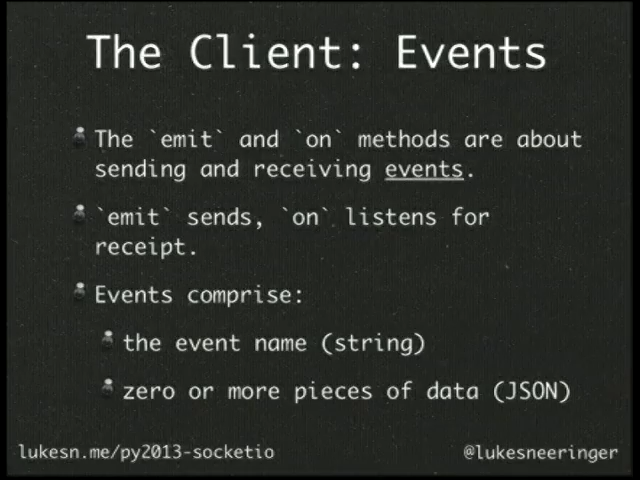 The Client: Events
The `emit` and `on` methods are about
sending and receiving events.
`emit` sends, `on` listens for
receipt.
Events comprise:
the event name (string)
zero or more pieces of data (JSON)
lukesn.me/py2013-socketio
@lukesneeringer